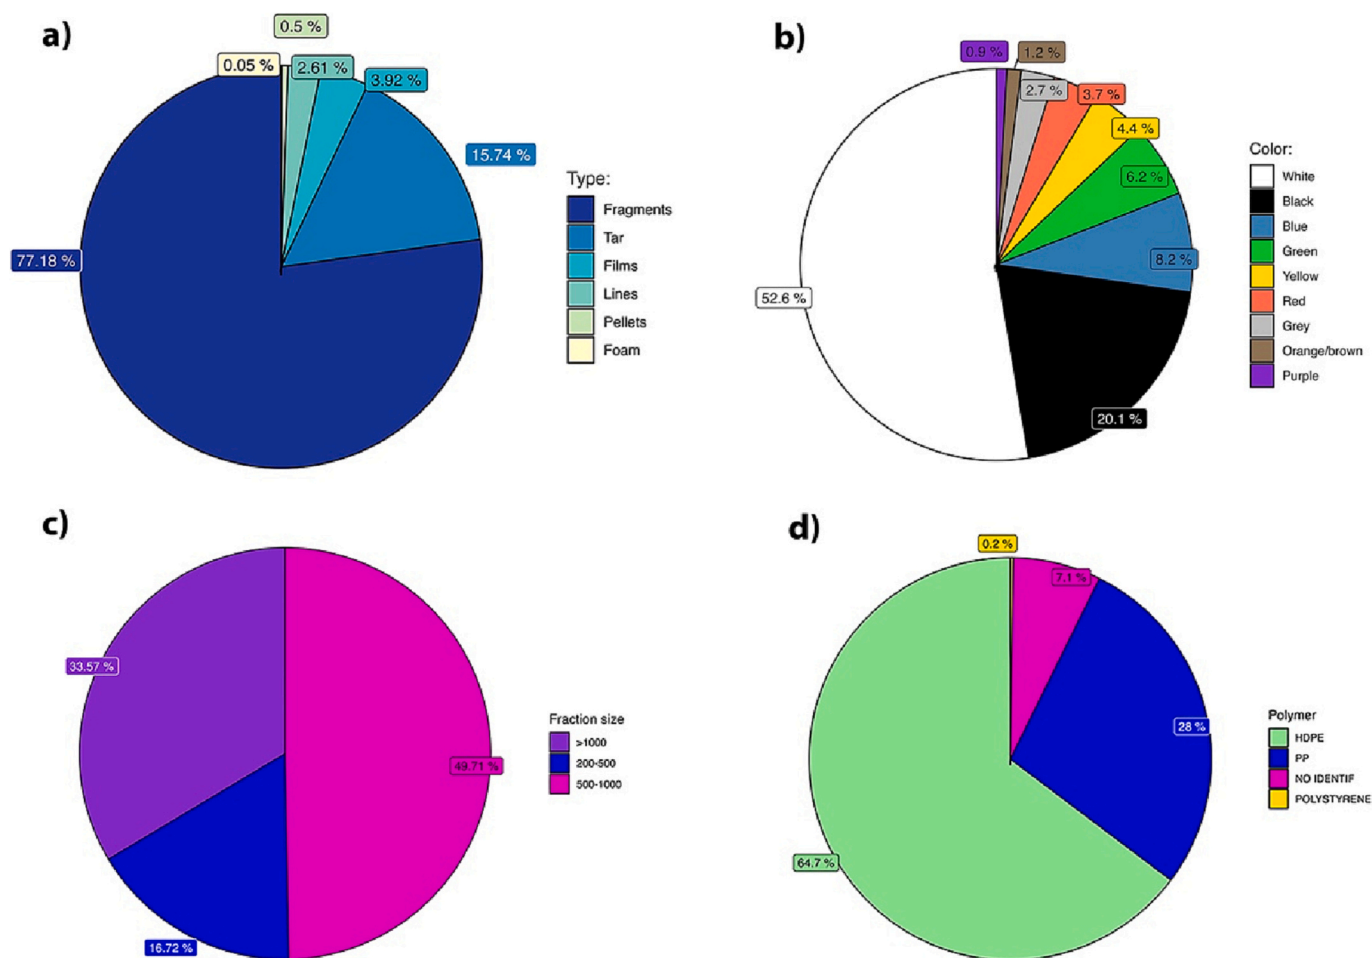 a)
0.5 %
0.05 %
2.61 %
3.92 %
15.74 %
77.18 %
Type:
Fragments
Tar
Films
Lines
Pellets
Foam
b)
0.9 %
1.2 %
2.7 %
3.7 %
4.4 %
6.2 %
8.2 %
52.6 %
20.1 %
Color:
White
Black
Blue
Green
Yellow
Red
Grey
Orange/brown
Purple
c)
33.57 %
49.71 %
16.72 %
Fraction size
>1000
200-500
500-1000
d)
0.2 %
7.1 %
28 %
64.7 %
Polymer
HDPE
PP
NO IDENTIF
POLYSTYRENE